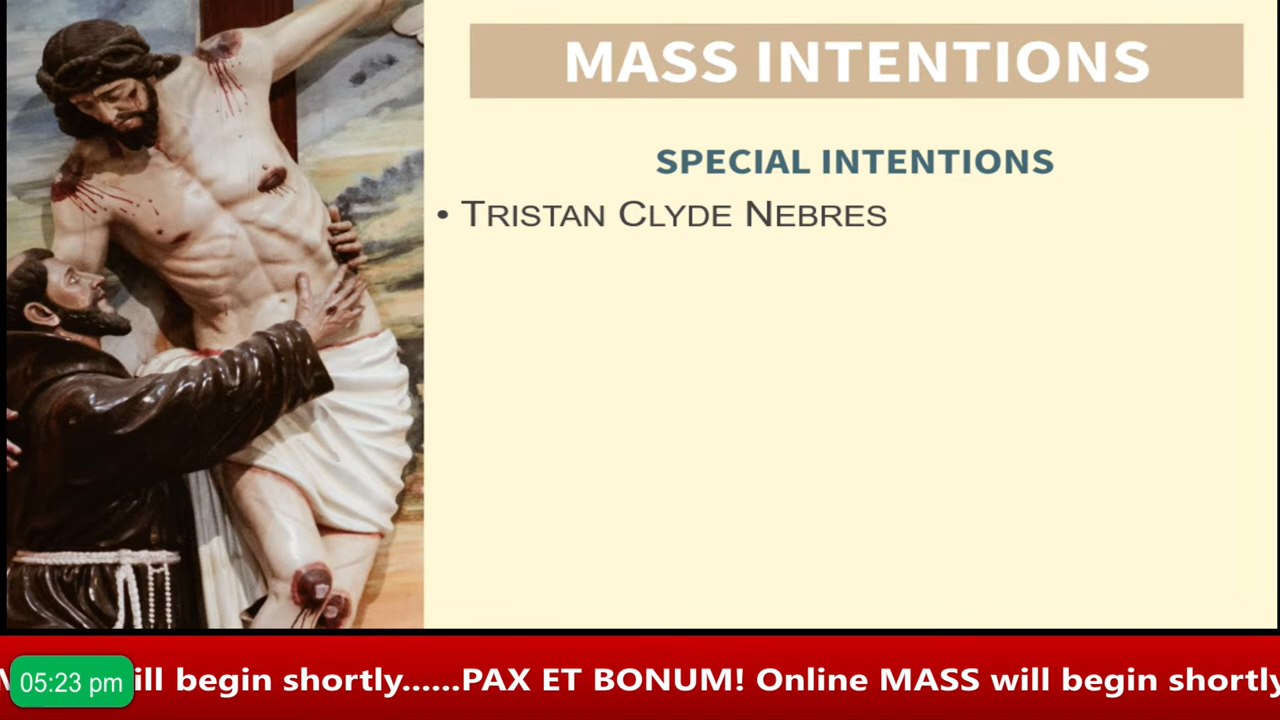 MASS INTENTIONS
SPECIAL INTENTIONS
• TRISTAN CLYDE NEBRES
05:23 pm
ill begin shortly......PAX ET BONUM! Online MASS will begin shortly